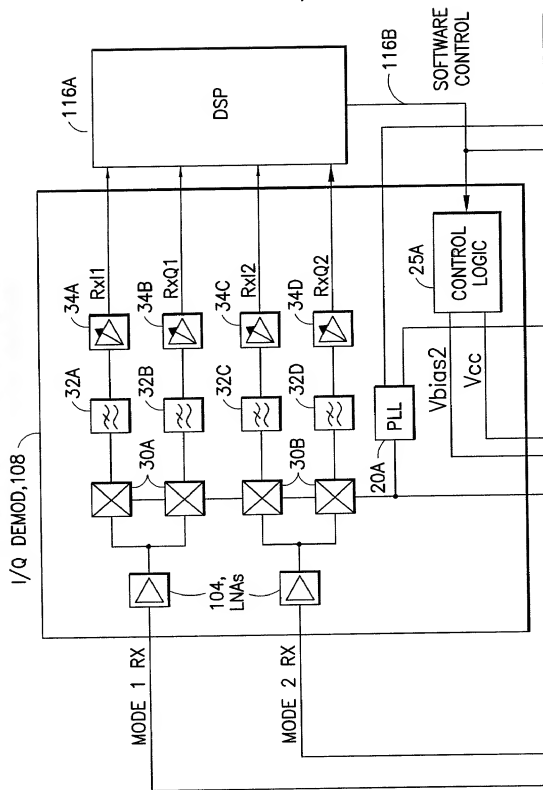 116A
DSP
116B
SOFTWARE
CONTROL
I/Q DEMOD,108
34A
RxI1
34B
RxQ1
34C
RxI2
34D
RxQ2
32A
32B
32C
32D
30A
30B
25A
CONTROL
LOGIC
Vbias2
Vcc
PLL
20A
104,
LNAs
MODE 1 RX
MODE 2 RX